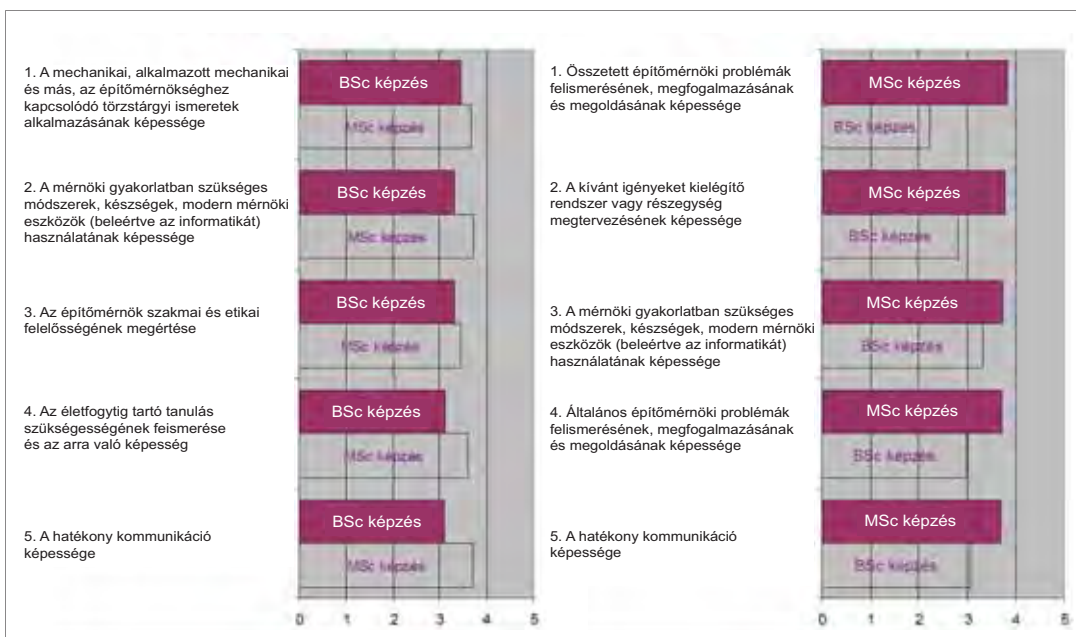 1. A mechanikai, alkalmazott mechanikai
és más, az építőmérnökséghez
kapcsolódó törzstárgyi ismeretek
alkalmazásának képessége
BSc képzés
MSc képzés
2. A mérnöki gyakorlatban szükséges
módszerek, készségek, modern mérnöki
eszközök (beleértve az informatikát)
használatának képessége
BSc képzés
MSc képzés
3. Az építőmérnök szakmai és etikai
felelősségének megértése
BSc képzés
MSc képzés
4. Az életfogytig tartó tanulás
szükségességének feismerése
és az arra való képesség
BSc képzés
MSc képzés
5. A hatékony kommunikáció
képessége
BSc képzés
MSc képzés
0 1 2 3 4 5
1. Összetett építőmérnöki problémák
felismerésének, megfogalmazásának
és megoldásának képessége
MSc képzés
BSc képzés
2. A kívánt igényeket kielégítő
rendszer vagy részegység
megtervezésének képessége
MSc képzés
BSc képzés
3. A mérnöki gyakorlatban szükséges
módszerek, készségek, modern mérnöki
eszközök (beleértve az informatikát)
használatának képessége
MSc képzés
BSc képzés
4. Általános építőmérnöki problémák
felismerésének, megfogalmazásának
és megoldásának képessége
MSc képzés
BSc képzés
5. A hatékony kommunikáció
képessége
MSc képzés
BSc képzés
0 1 2 3 4 5